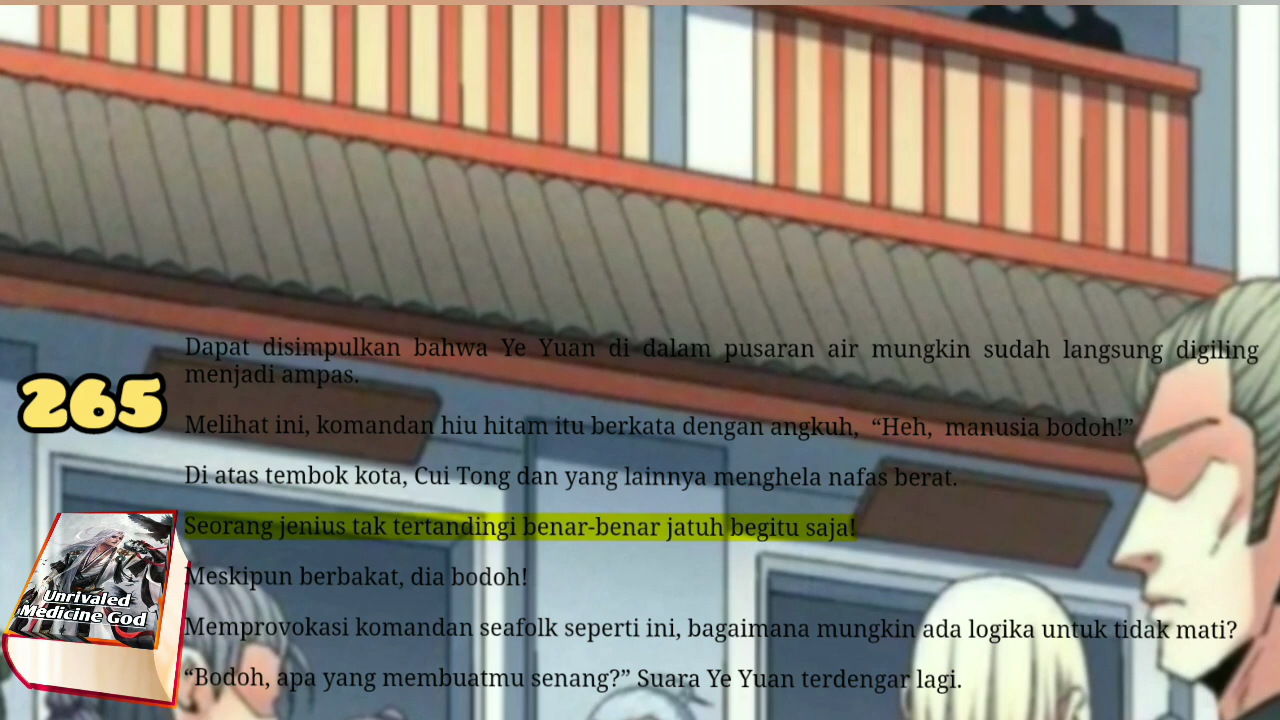 Dapat disimpulkan bahwa Ye Yuan di dalam pusaran air mungkin sudah langsung digiling
menjadi ampas.
265
Melihat ini, komandan hiu hitam itu berkata dengan angkuh, “Heh, manusia bodoh!”
Di atas tembok kota, Cui Tong dan yang lainnya menghela nafas berat.
Seorang jenius tak tertandingi benar-benar jatuh begitu saja!
Meskipun berbakat, dia bodoh!
Unrivaled
Medicine God
Memprovokasi komandan seafolk seperti ini, bagaimana mungkin ada logika untuk tidak mati?
“Bodoh, apa yang membuatmu senang?” Suara Ye Yuan terdengar lagi.